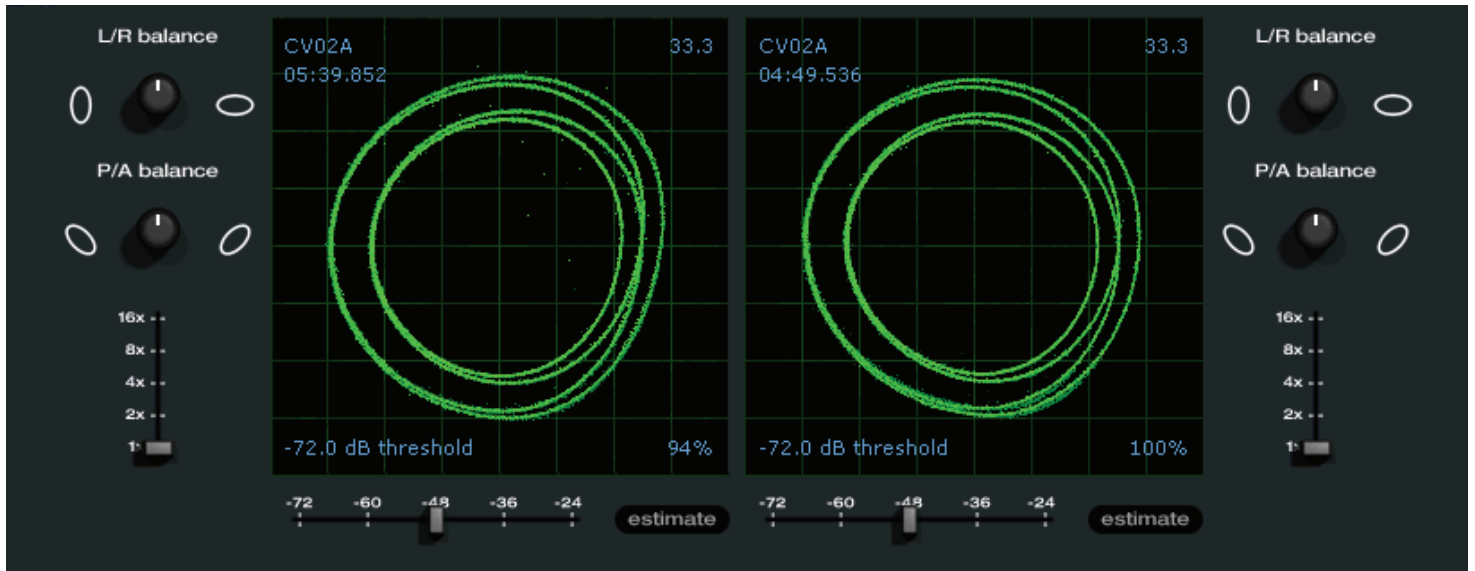 L/R balance
P/A balance
16x
8x
4x
2x
CV02A
33.3
05:39.852
-72.0 dB threshold
94%
-72 -60 -48 -36 -24
estimate
CV02A
33.3
04:49.536
-72.0 dB threshold
100%
-72 -60 -48 -36 -24
estimate
L/R balance
P/A balance
16x
8x
4x
2x